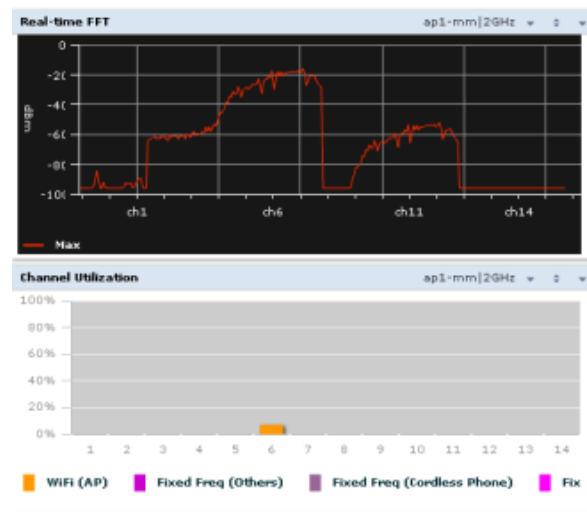 Real-time FFT ap1-mm|2GHz
0
-20
-40
dBm
-60
-80
-100
ch1 ch6 ch11 ch14
Max
Channel Utilization ap1-mm|2GHz
100%
80%
60%
40%
20%
0%
1 2 3 4 5 6 7 8 9 10 11 12 13 14
WiFi (AP) Fixed Freq (Others) Fixed Freq (Cordless Phone) Fix